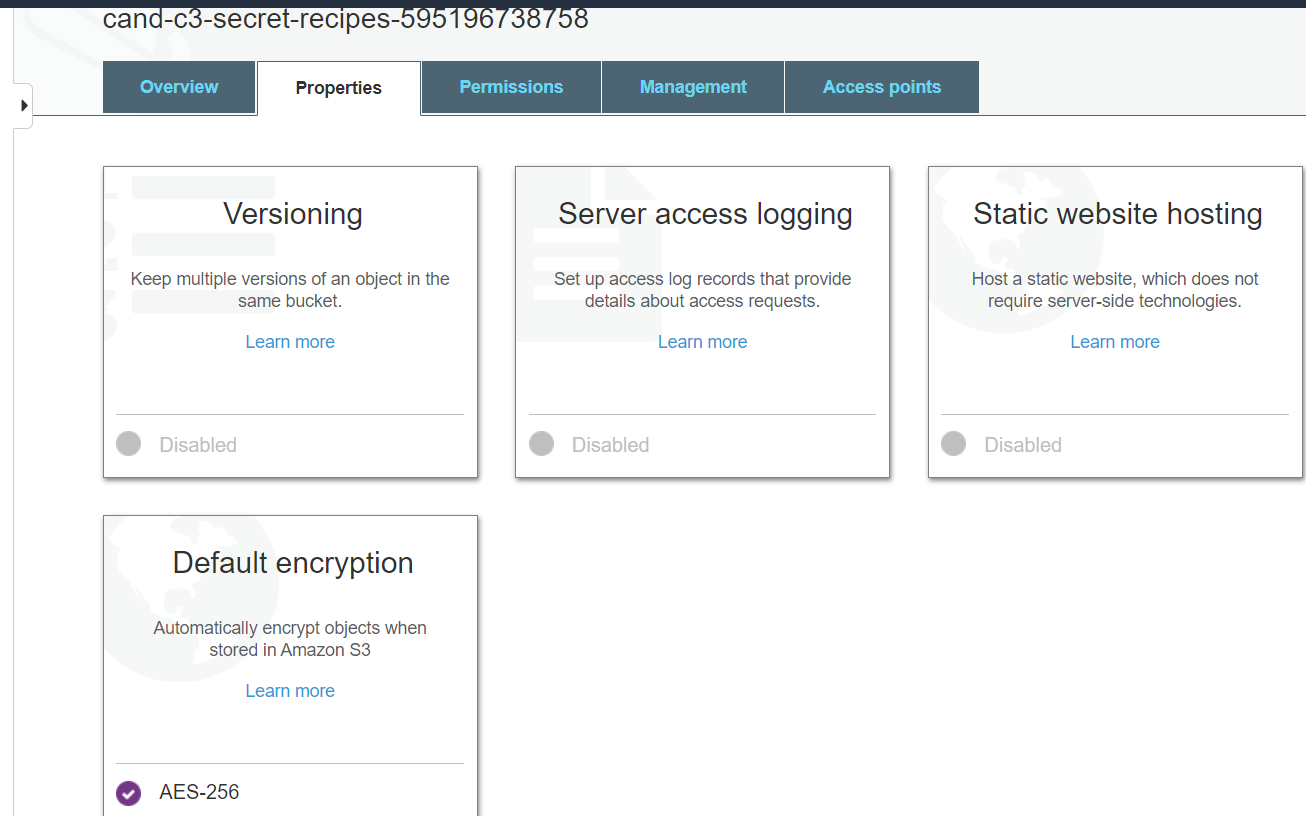 cand-c3-secret-recipes-595196738758
Overview
Properties
Permissions
Management
Access points
Versioning
Keep multiple versions of an object in the
same bucket.
Learn more
Disabled
Server access logging
Set up access log records that provide
details about access requests.
Learn more
Disabled
Static website hosting
Host a static website, which does not
require server-side technologies.
Learn more
Disabled
Default encryption
Automatically encrypt objects when
stored in Amazon S3
Learn more
AES-256